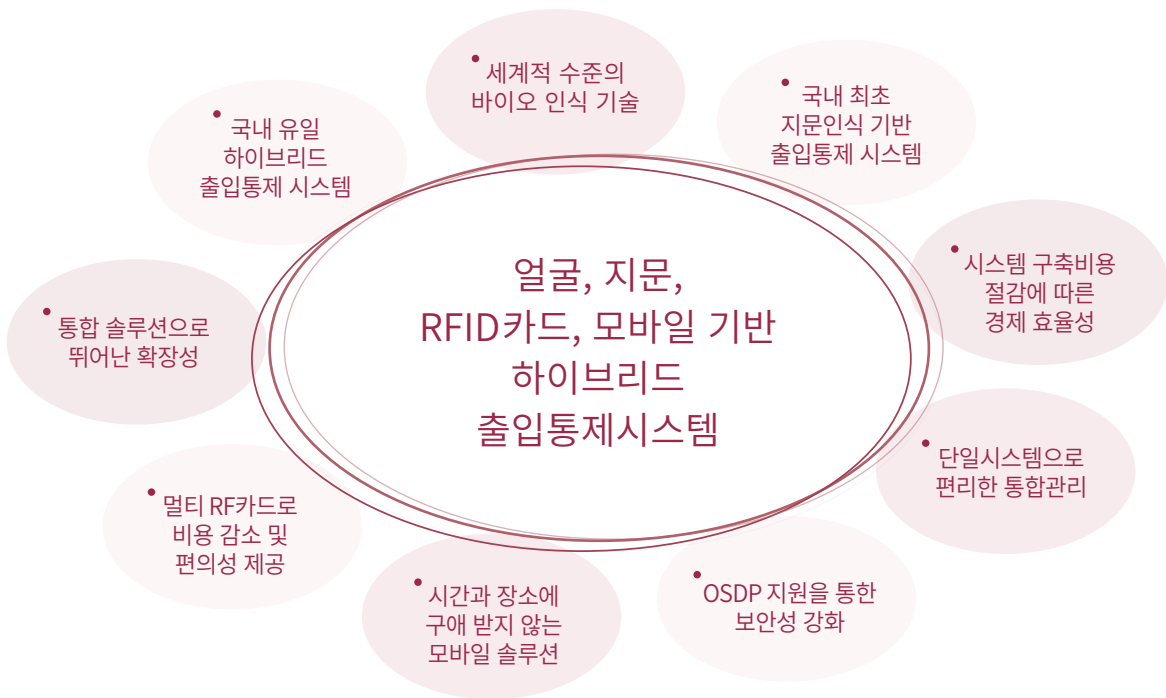 • 세계적 수준의
바이오 인식 기술
• 국내 최초
지문인식 기반
출입통제 시스템
• 시스템 구축비용
절감에 따른
경제 효율성
• 단일시스템으로
편리한 통합관리
• OSDP 지원을 통한
보안성 강화
• 시간과 장소에
구애 받지 않는
모바일 솔루션
• 멀티 RF카드로
비용 감소 및
편의성 제공
• 통합 솔루션으로
뛰어난 확장성
• 국내 유일
하이브리드
출입통제 시스템
얼굴, 지문,
RFID카드, 모바일 기반
하이브리드
출입통제시스템